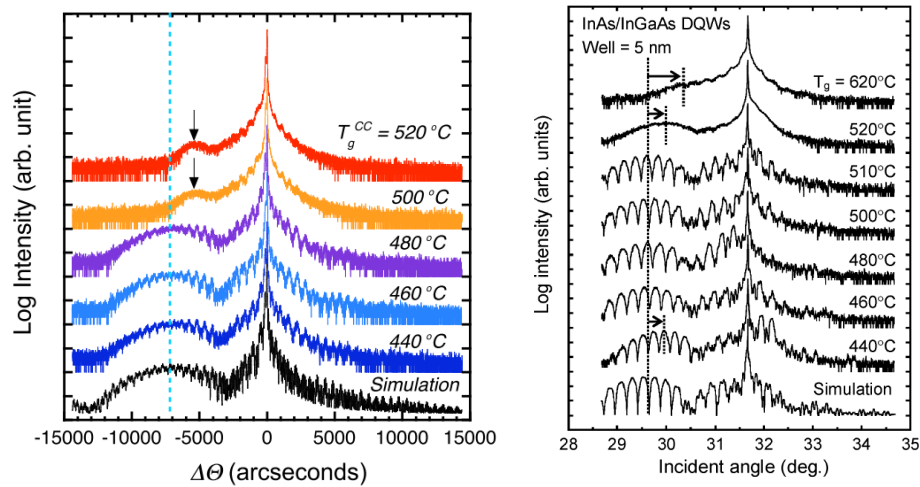 Log Intensity (arb. unit)
T_g^CC = 520 °C
500 °C
480 °C
460 °C
440 °C
Simulation
-15000 -10000 -5000 0 5000 10000 15000
ΔΘ (arcseconds)
Log intensity (arb. units)
InAs/InGaAs DQWs
Well = 5 nm
T_g = 620°C
520°C
510°C
500°C
480°C
460°C
440°C
Simulation
28 29 30 31 32 33 34 35
Incident angle (deg.)